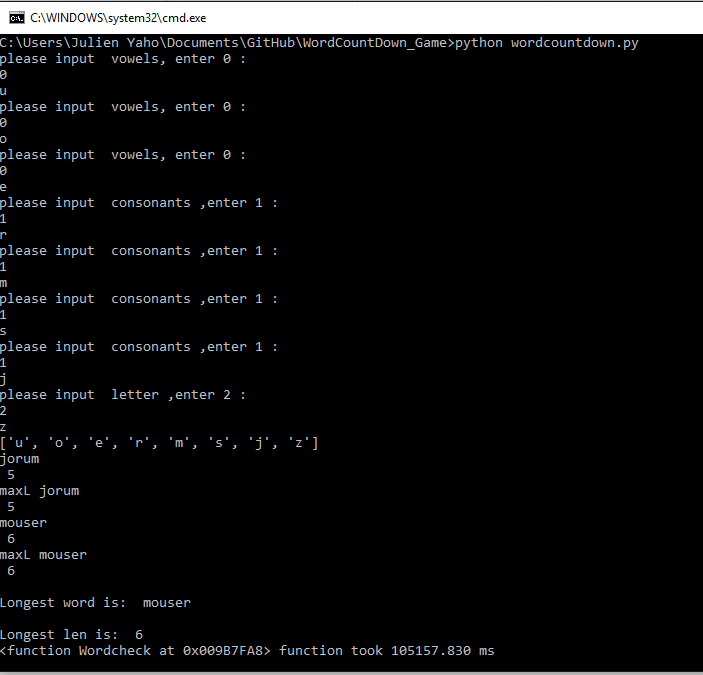 C:\WINDOWS\system32\cmd.exe
C:\Users\Julien Yaho\Documents\GitHub\WordCountDown_Game>python wordcountdown.py
please input  vowels, enter 0 :
0
u
please input  vowels, enter 0 :
0
o
please input  vowels, enter 0 :
0
e
please input  consonants ,enter 1 :
1
r
please input  consonants ,enter 1 :
1
m
please input  consonants ,enter 1 :
1
s
please input  consonants ,enter 1 :
1
j
please input  letter ,enter 2 :
2
z
['u', 'o', 'e', 'r', 'm', 's', 'j', 'z']
jorum
 5
maxL jorum
 5
mouser
 6
maxL mouser
 6
Longest word is:  mouser
Longest len is:  6
<function Wordcheck at 0x009B7FA8> function took 105157.830 ms